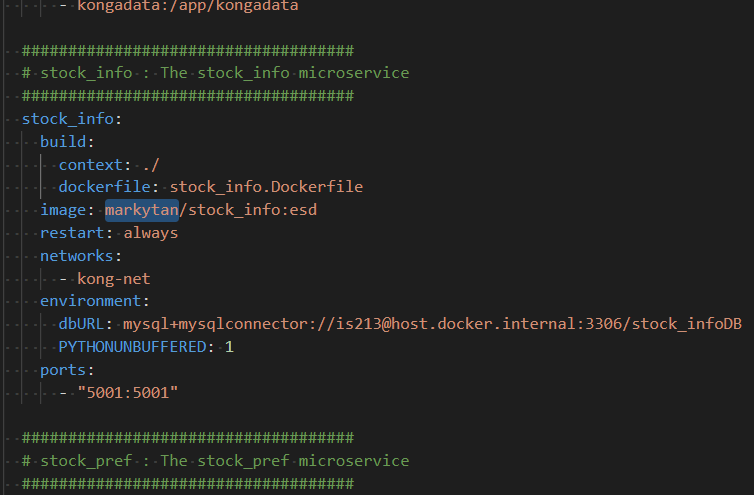 - kongadata:/app/kongadata
####################################
# stock_info : The stock_info microservice
####################################
stock_info:
build:
context: ./
dockerfile: stock_info.Dockerfile
image: markytan/stock_info:esd
restart: always
networks:
- kong-net
environment:
dbURL: mysql+mysqlconnector://is213@host.docker.internal:3306/stock_infoDB
PYTHONUNBUFFERED: 1
ports:
- "5001:5001"
####################################
# stock_pref : The stock_pref microservice
####################################